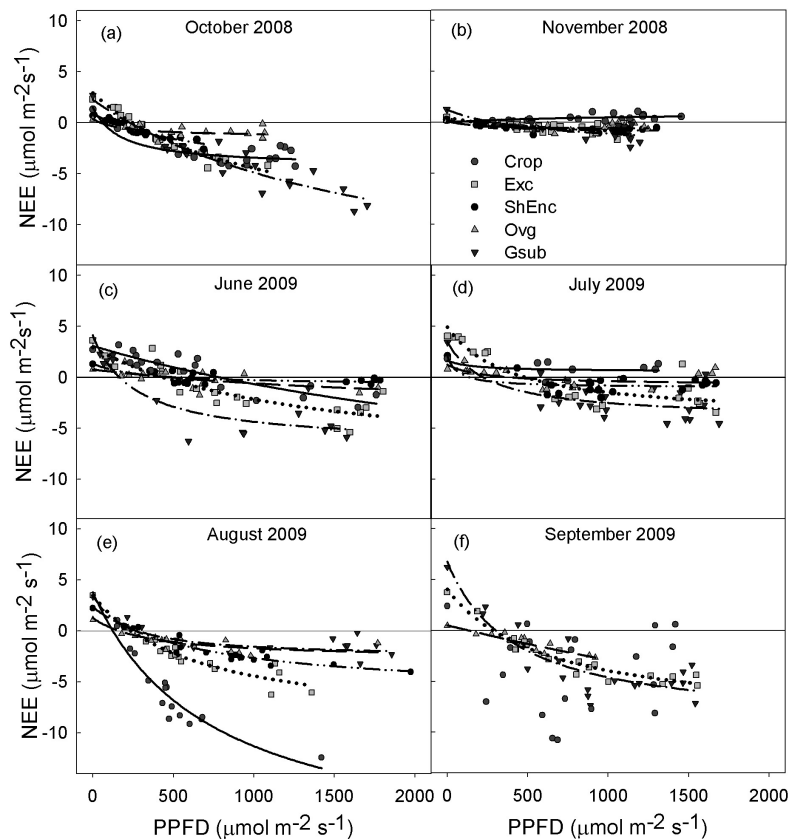 (a) October 2008
(b) November 2008
10
5
0
-5
-10
NEE (μmol m-2s-1)
Crop
Exc
ShEnc
Ovg
Gsub
(c) June 2009
(d) July 2009
10
5
0
-5
-10
NEE (μmol m-2s-1)
(e) August 2009
(f) September 2009
10
5
0
-5
-10
NEE (μmol m-2 s-1)
0 500 1000 1500 2000
0 500 1000 1500 2000
PPFD (μmol m-2 s-1)
PPFD (μmol m-2 s-1)